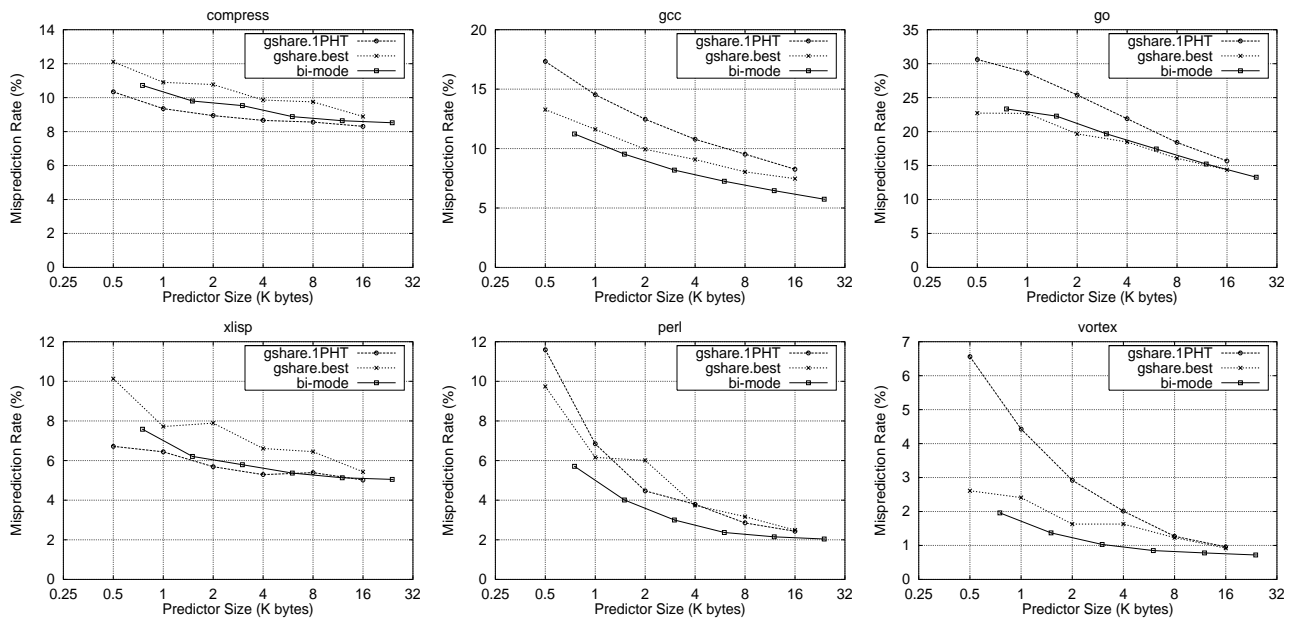 compress
Misprediction Rate (%)
14
12
10
8
6
4
2
0
gshare.1PHT
gshare.best
bi-mode
0.25 0.5 1 2 4 8 16 32
Predictor Size (K bytes)
gcc
Misprediction Rate (%)
20
15
10
5
0
gshare.1PHT
gshare.best
bi-mode
0.25 0.5 1 2 4 8 16 32
Predictor Size (K bytes)
go
Misprediction Rate (%)
35
30
25
20
15
10
5
0
gshare.1PHT
gshare.best
bi-mode
0.25 0.5 1 2 4 8 16 32
Predictor Size (K bytes)
xlisp
Misprediction Rate (%)
12
10
8
6
4
2
0
gshare.1PHT
gshare.best
bi-mode
0.25 0.5 1 2 4 8 16 32
Predictor Size (K bytes)
perl
Misprediction Rate (%)
12
10
8
6
4
2
0
gshare.1PHT
gshare.best
bi-mode
0.25 0.5 1 2 4 8 16 32
Predictor Size (K bytes)
vortex
Misprediction Rate (%)
7
6
5
4
3
2
1
0
gshare.1PHT
gshare.best
bi-mode
0.25 0.5 1 2 4 8 16 32
Predictor Size (K bytes)